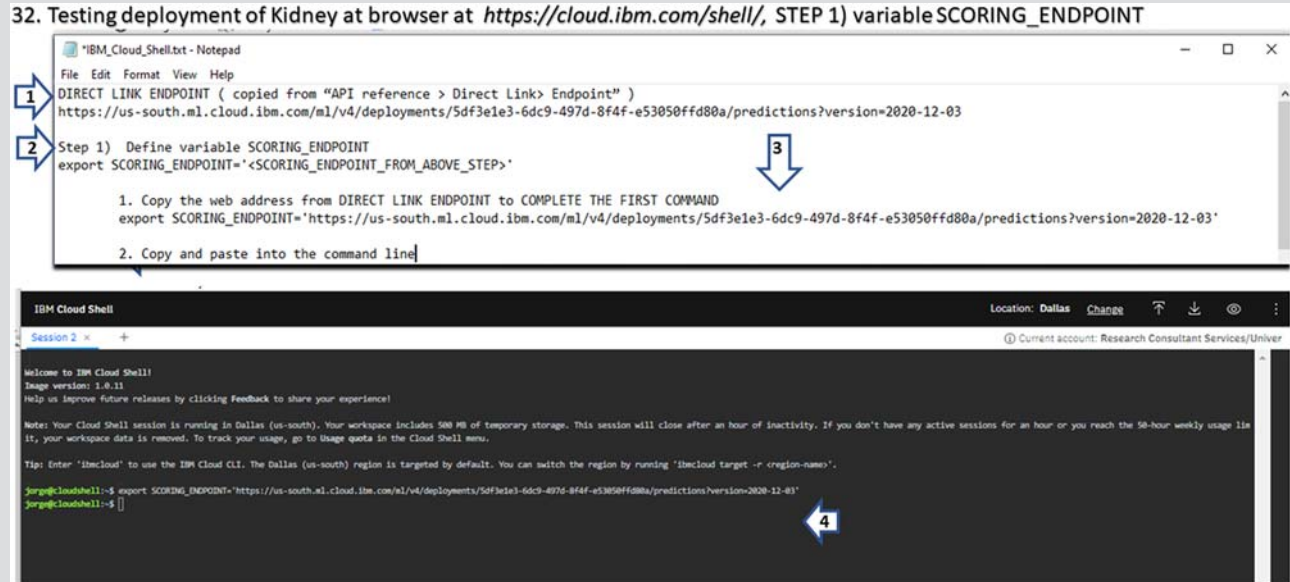 32. Testing deployment of Kidney at browser at https://cloud.ibm.com/shell/, STEP 1) variable SCORING_ENDPOINT
*IBM_Cloud_Shell.txt - Notepad
File Edit Format View Help
1
DIRECT LINK ENDPOINT ( copied from “API reference > Direct Link> Endpoint” )
https://us-south.ml.cloud.ibm.com/ml/v4/deployments/5df3e1e3-6dc9-497d-8f4f-e53050ffd80a/predictions?version=2020-12-03
2
Step 1) Define variable SCORING_ENDPOINT
3
export SCORING_ENDPOINT='<SCORING_ENDPOINT_FROM_ABOVE_STEP>'
1. Copy the web address from DIRECT LINK ENDPOINT to COMPLETE THE FIRST COMMAND
export SCORING_ENDPOINT='https://us-south.ml.cloud.ibm.com/ml/v4/deployments/5df3e1e3-6dc9-497d-8f4f-e53050ffd80a/predictions?version=2020-12-03'
2. Copy and paste into the command line
IBM Cloud Shell
Location: Dallas Change
Session 2 × +
Current account: Research Consultant Services/Univer
Welcome to IBM Cloud Shell!
Image version: 1.0.11
Help us improve future releases by clicking Feedback to share your experience!
Note: Your Cloud Shell session is running in Dallas (us-south). Your workspace includes 500 MB of temporary storage. This session will close after an hour of inactivity. If you don't have any active sessions for an hour or you reach the 50-hour weekly usage lim
it, your workspace data is removed. To track your usage, go to Usage quota in the Cloud Shell menu.
Tip: Enter 'ibmcloud' to use the IBM Cloud CLI. The Dallas (us-south) region is targeted by default. You can switch the region by running 'ibmcloud target -r <region-name>'.
jorge@cloudshell:~$ export SCORING_ENDPOINT='https://us-south.ml.cloud.ibm.com/ml/v4/deployments/5df3e1e3-6dc9-497d-8f4f-e53050ffd80a/predictions?version=2020-12-03'
jorge@cloudshell:~$
4